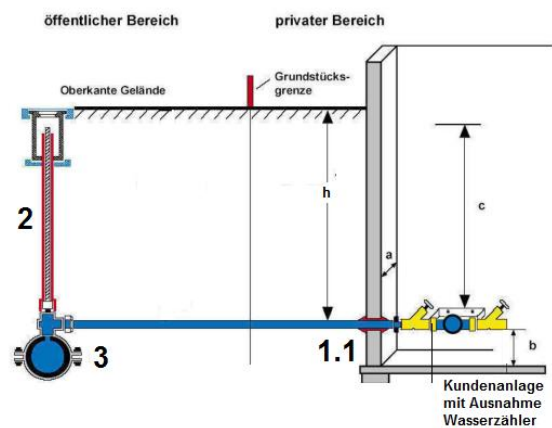 öffentlicher Bereich
privater Bereich
Oberkante Gelände
Grundstücks-
grenze
h
c
2
a
3
1.1
b
Kundenanlage
mit Ausnahme
Wasserzähler